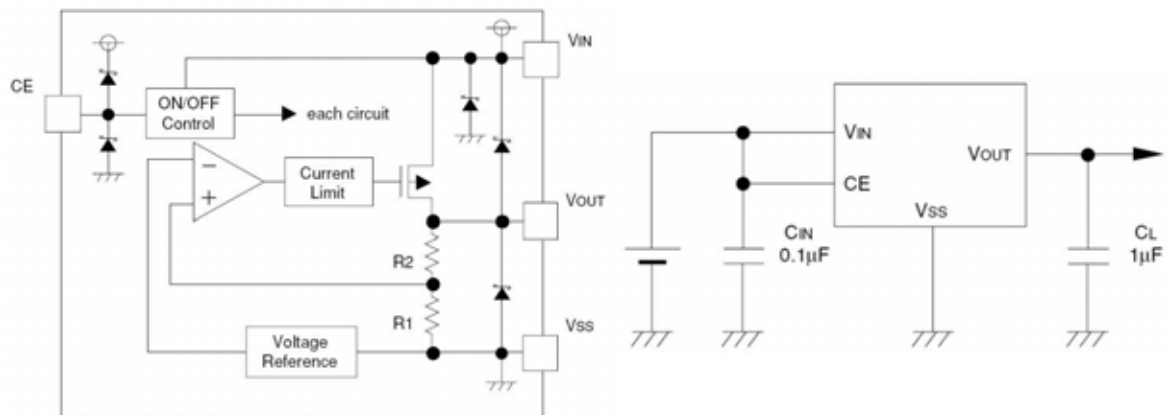 CE
ON/OFF
Control
each circuit
VIN
−
+
Current
Limit
VOUT
R2
R1
VSS
Voltage
Reference
VIN
CE
VOUT
VSS
CIN
0.1μF
CL
1μF